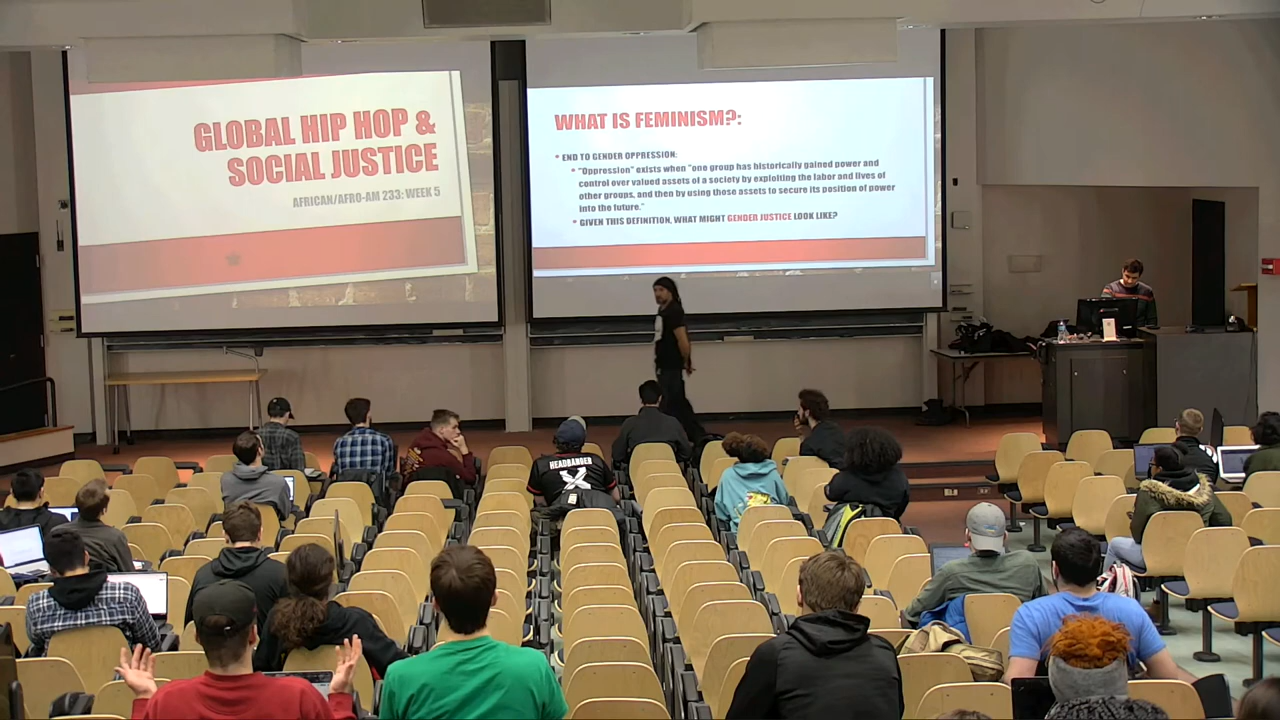 GLOBAL HIP HOP &
SOCIAL JUSTICE
AFRICAN/AFRO-AM 233: WEEK 5
WHAT IS FEMINISM?:
• END TO GENDER OPPRESSION:
• "Oppression" exists when "one group has historically gained power and
control over valued assets of a society by exploiting the labor and lives of
other groups, and then by using those assets to secure its position of power
into the future."
• GIVEN THIS DEFINITION, WHAT MIGHT GENDER JUSTICE LOOK LIKE?
HEADBANGER
X